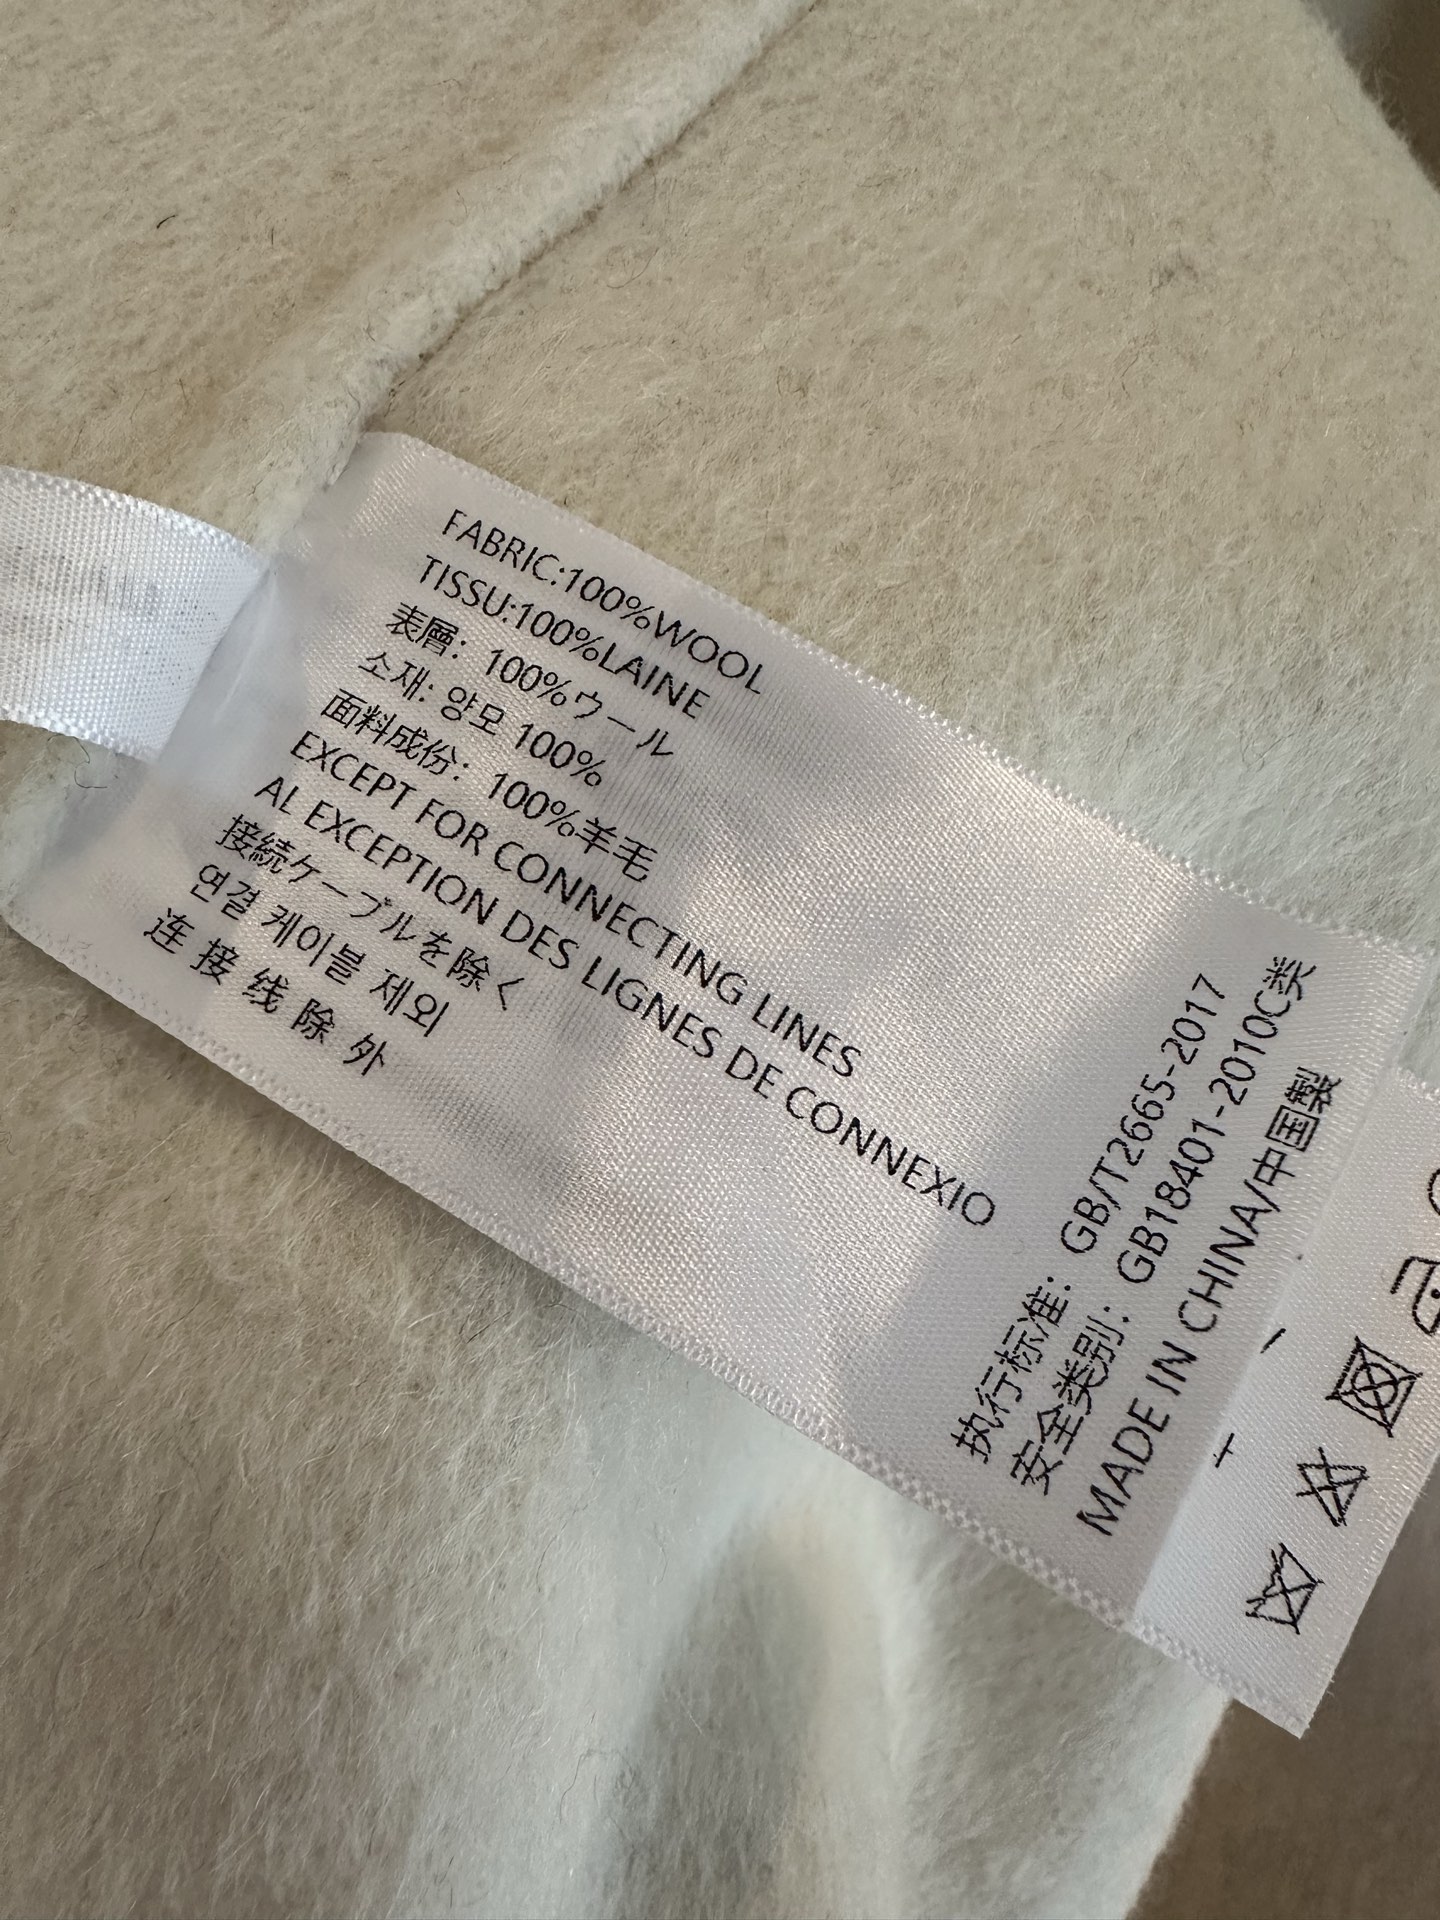 FABRIC:100%WOOL
TISSU:100%LAINE
表層：100%ウール
소재: 양모 100%
面料成份：100%羊毛
EXCEPT FOR CONNECTING LINES
AL EXCEPTION DES LIGNES DE CONNEXIO
接続ケーブルを除く
연결 케이블 제외
连接线除外
执行标准：GB/T2665-2017
安全类别：GB18401-2010C类
MADE IN CHINA/中国製